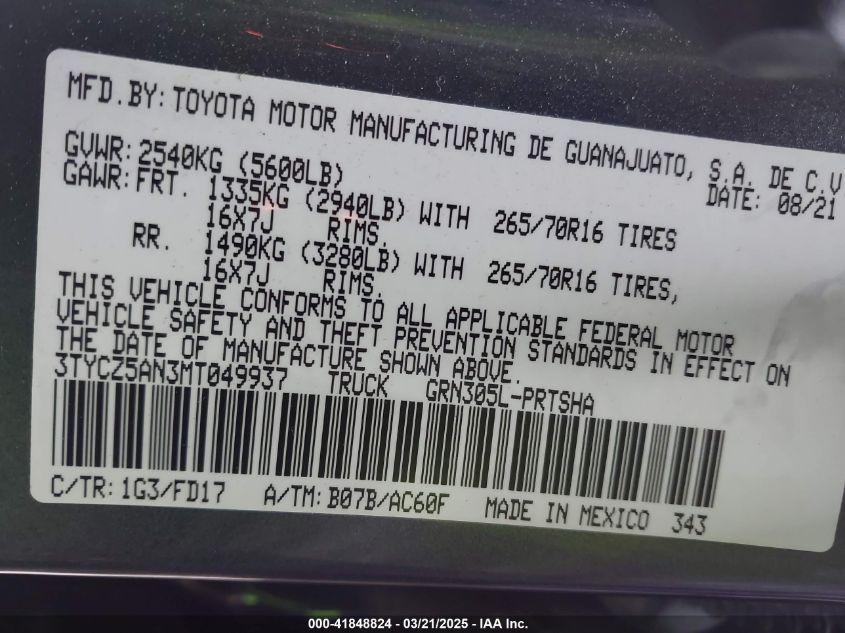 MFD.BY: TOYOTA MOTOR MANUFACTURING DE GUANAJUATO, S.A. DE C.V
DATE: 08/21
GVWR: 2540KG (5600LB)
GAWR: FRT. 1335KG (2940LB) WITH 265/70R16 TIRES
16X7J RIMS.
RR. 1490KG (3280LB) WITH 265/70R16 TIRES,
16X7J RIMS.
THIS VEHICLE CONFORMS TO ALL APPLICABLE FEDERAL MOTOR
VEHICLE SAFETY AND THEFT PREVENTION STANDARDS IN EFFECT ON
THE DATE OF MANUFACTURE SHOWN ABOVE.
3TYCZ5AN3MT049937 TRUCK GRN305L-PRTSHA
C/TR: 1G3/FD17 A/TM: B07B/AC60F MADE IN MEXICO 343
000-41848824 - 03/21/2025 - IAA Inc.